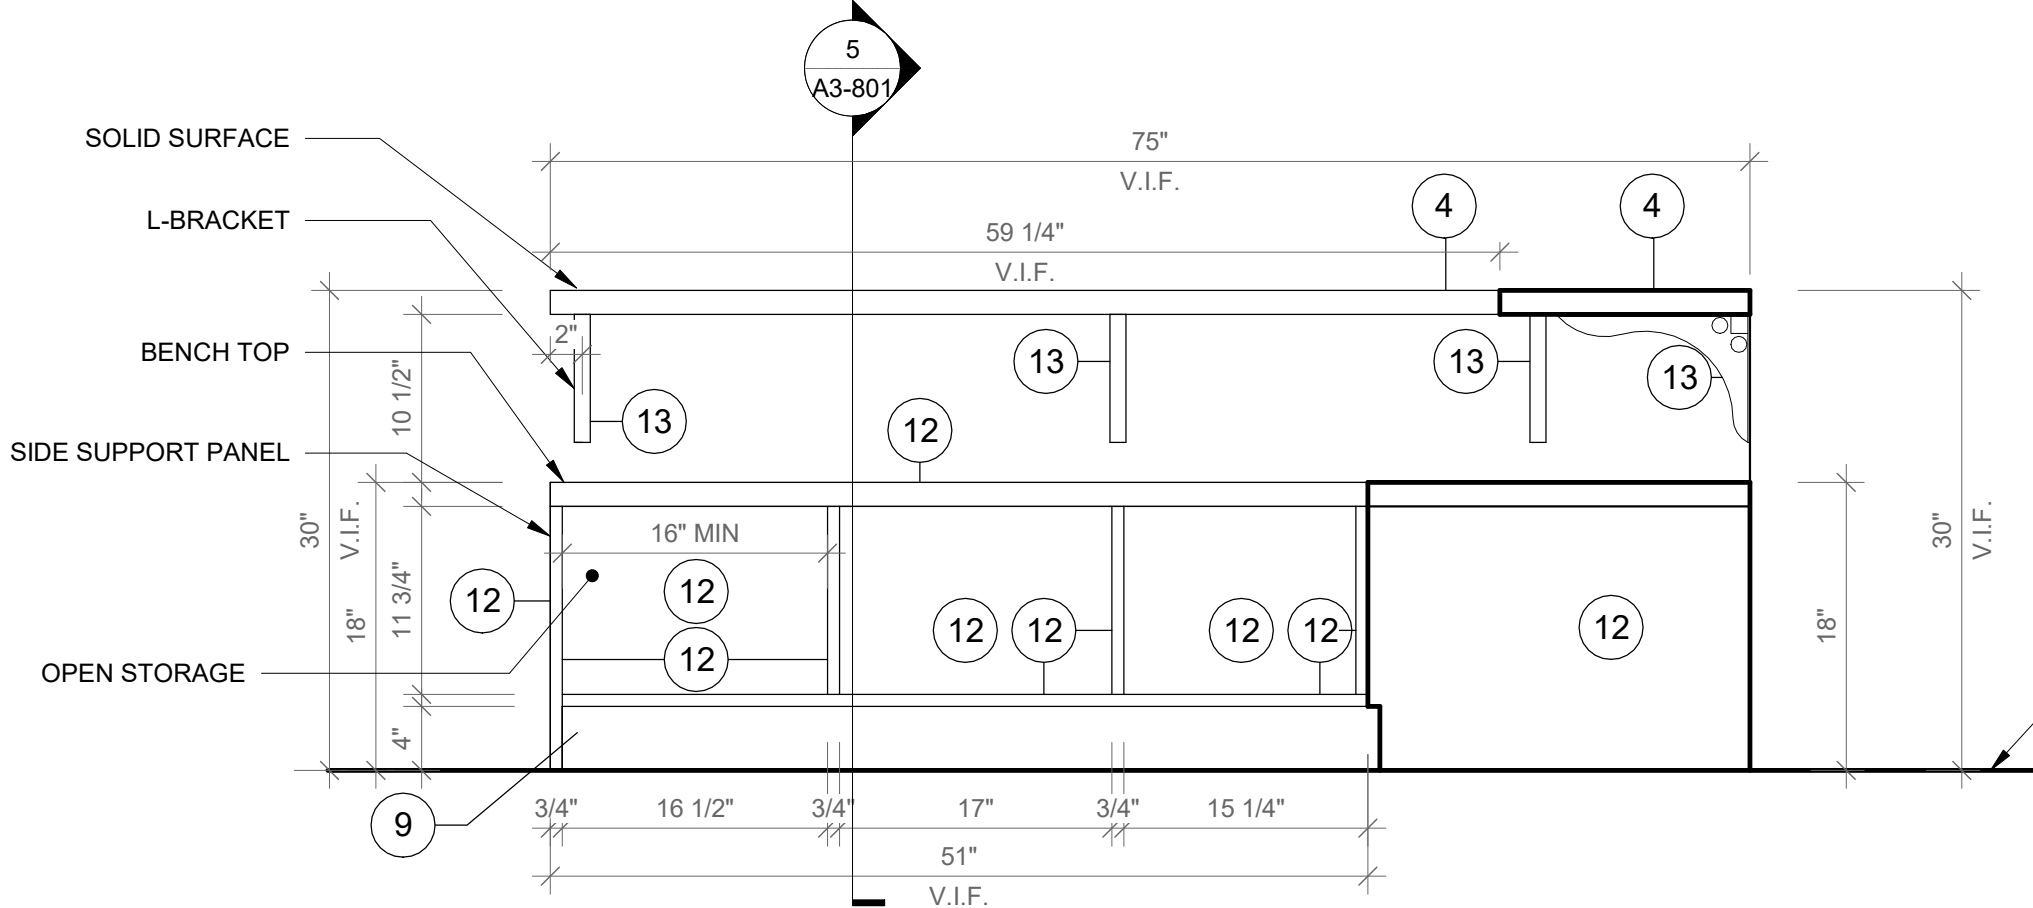 5
A3-801
SOLID SURFACE
75"
V.I.F.
4
4
L-BRACKET
59 1/4"
V.I.F.
2"
BENCH TOP
13
13
13
10 1/2"
13
12
SIDE SUPPORT PANEL
30"
V.I.F.
16" MIN
30"
V.I.F.
11 3/4"
18"
12
12
12
12
12
12
12
12
18"
OPEN STORAGE
4"
9
3/4"
16 1/2"
3/4"
17"
3/4"
15 1/4"
51"
V.I.F.